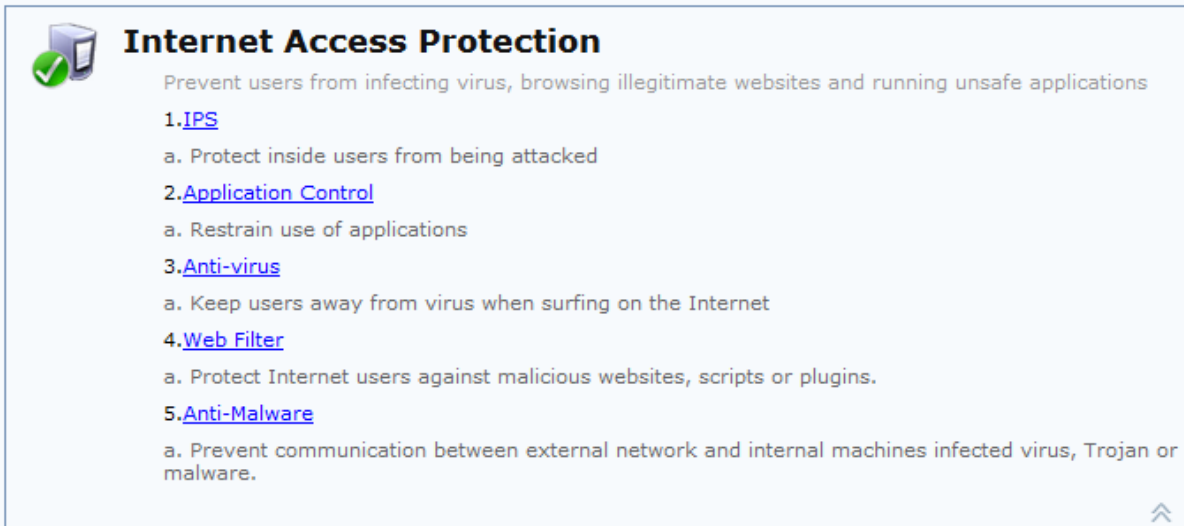 Internet Access Protection
Prevent users from infecting virus, browsing illegitimate websites and running unsafe applications
1.IPS
a. Protect inside users from being attacked
2.Application Control
a. Restrain use of applications
3.Anti-virus
a. Keep users away from virus when surfing on the Internet
4.Web Filter
a. Protect Internet users against malicious websites, scripts or plugins.
5.Anti-Malware
a. Prevent communication between external network and internal machines infected virus, Trojan or
malware.